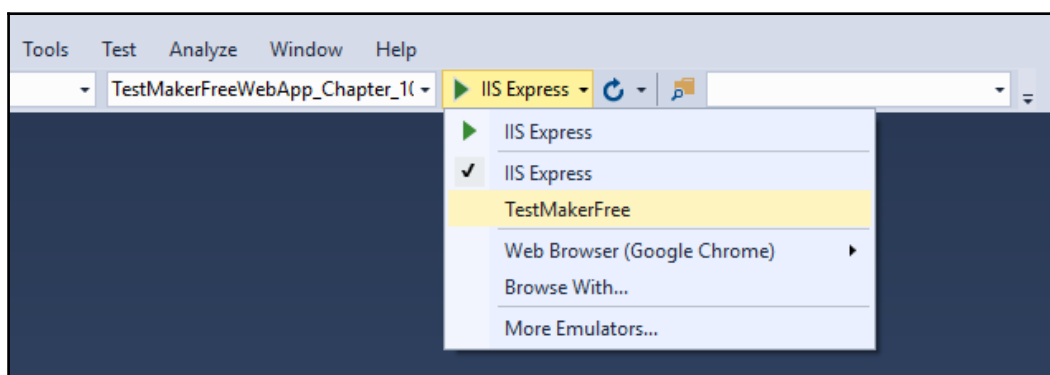 Tools Test Analyze Window Help
TestMakerFreeWebApp_Chapter_1( IIS Express
IIS Express
IIS Express
TestMakerFree
Web Browser (Google Chrome)
Browse With...
More Emulators...